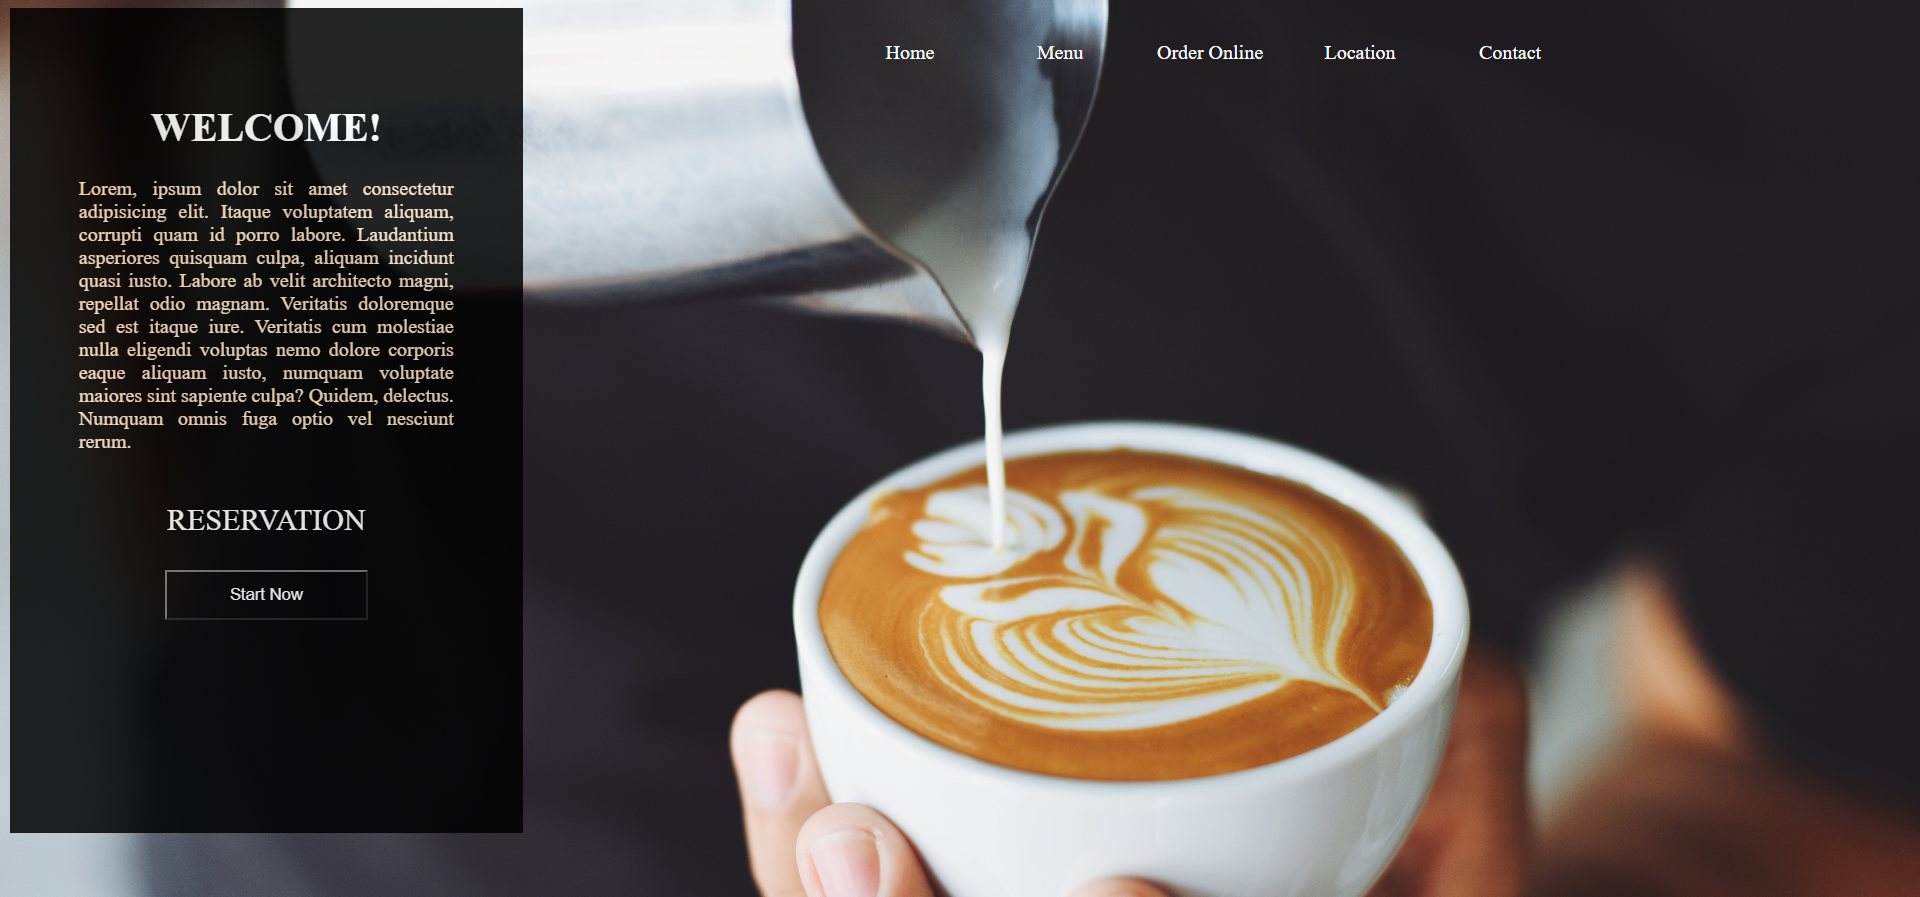 Home Menu Order Online Location Contact
WELCOME!
Lorem, ipsum dolor sit amet consectetur
adipisicing elit. Itaque voluptatem aliquam,
corrupti quam id porro labore. Laudantium
asperiores quisquam culpa, aliquam incidunt
quasi iusto. Labore ab velit architecto magni,
repellat odio magnam. Veritatis doloremque
sed est itaque iure. Veritatis cum molestiae
nulla eligendi voluptas nemo dolore corporis
eaque aliquam iusto, numquam voluptate
maiores sint sapiente culpa? Quidem, delectus.
Numquam omnis fuga optio vel nesciunt
rerum.
RESERVATION
Start Now